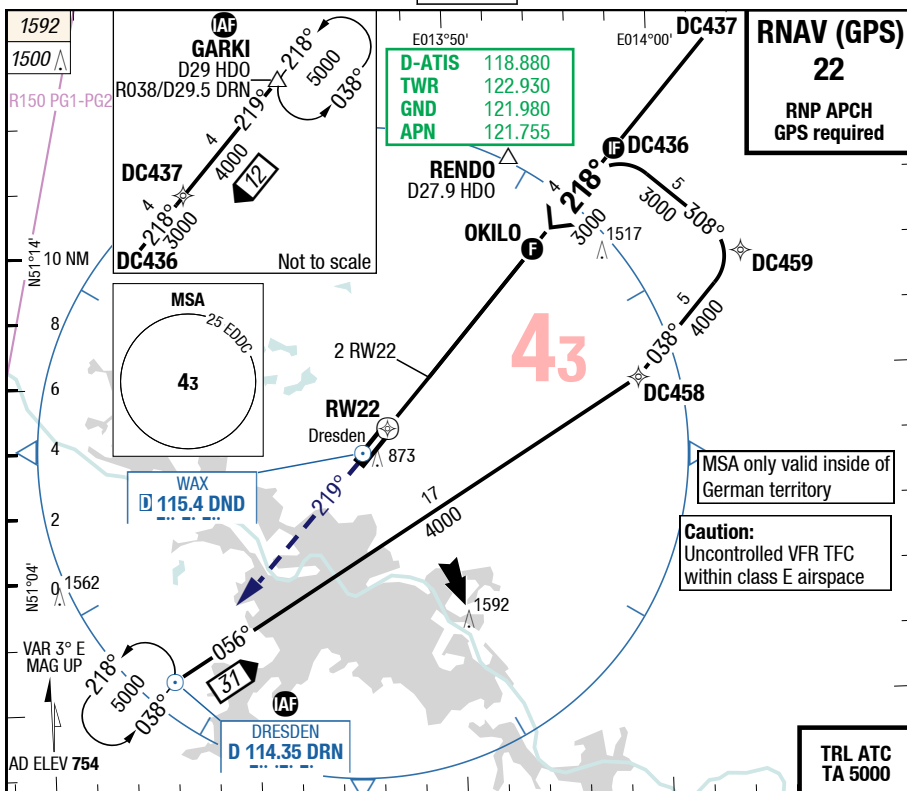 1592
1500
R150 PG1-PG2
IAF
GARKI
D29 HDO
R038/D29.5 DRN
218°
5000
038°
219°
4
4000
12
DC437
4
218°
3000
DC436
Not to scale
E013°50'
E014°00'
D-ATIS 118.880
TWR 122.930
GND 121.980
APN 121.755
RENDO
D27.9 HDO
DC437
RNAV (GPS)
22
RNP APCH
GPS required
IF DC436
4
218°
3000
5
308°
3000
OKILO
F
1517
DC459
5
038°
4000
DC458
N51°14'
10 NM
8
6
4
2
0
N51°04'
MSA
25 EDDC
43
43
2 RW22
RW22
Dresden
873
WAX
D 115.4 DND
219°
17
4000
MSA only valid inside of
German territory
Caution:
Uncontrolled VFR TFC
within class E airspace
1562
1592
056°
31
VAR 3° E
MAG UP
218°
5000
038°
IAF
DRESDEN
D 114.35 DRN
AD ELEV 754
TRL ATC
TA 5000